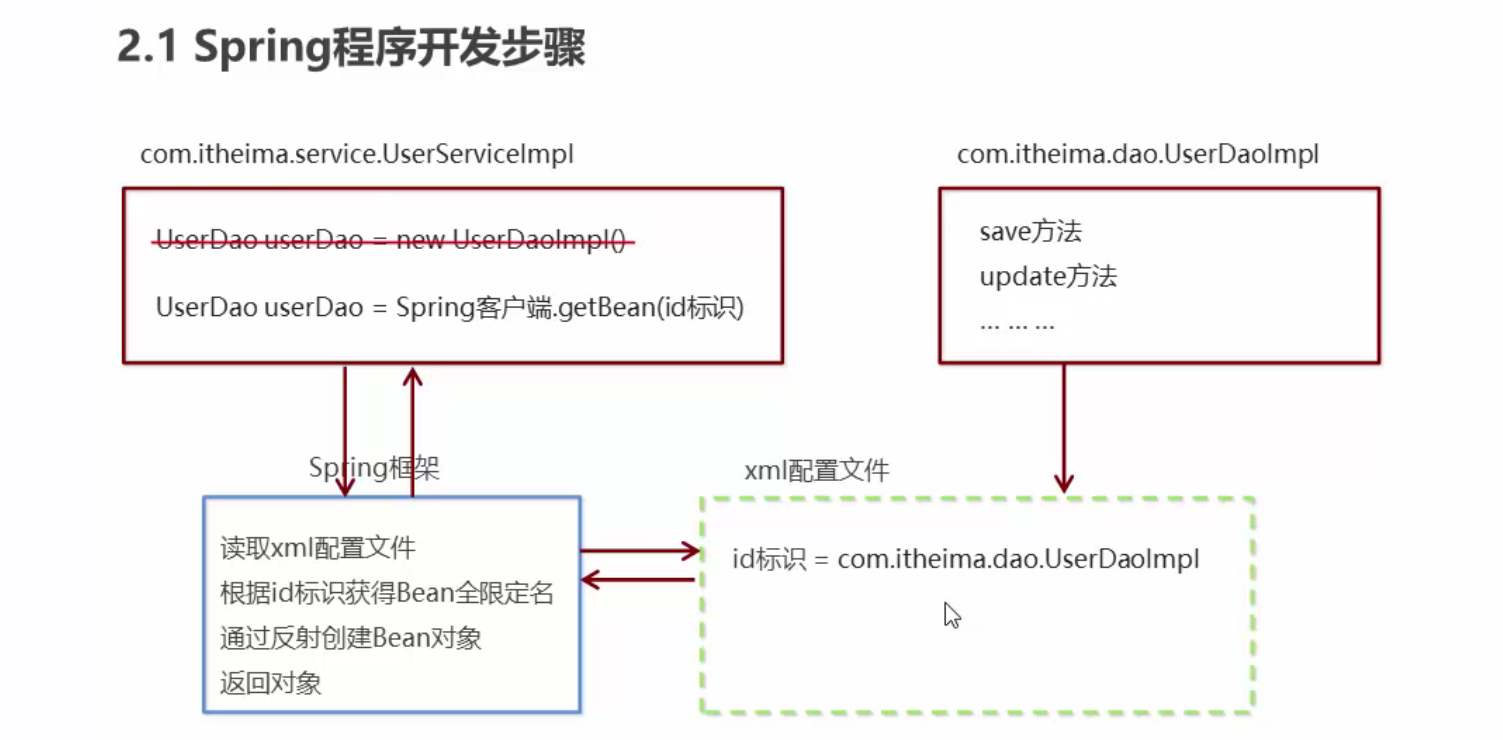 2.1 Spring程序开发步骤
com.itheima.service.UserServiceImpl
UserDao userDao = new UserDaoImpl()
UserDao userDao = Spring客户端.getBean(id标识)
com.itheima.dao.UserDaoImpl
save方法
update方法
... ... ...
Spring框架
读取xml配置文件
根据id标识获得Bean全限定名
通过反射创建Bean对象
返回对象
xml配置文件
id标识 = com.itheima.dao.UserDaoImpl